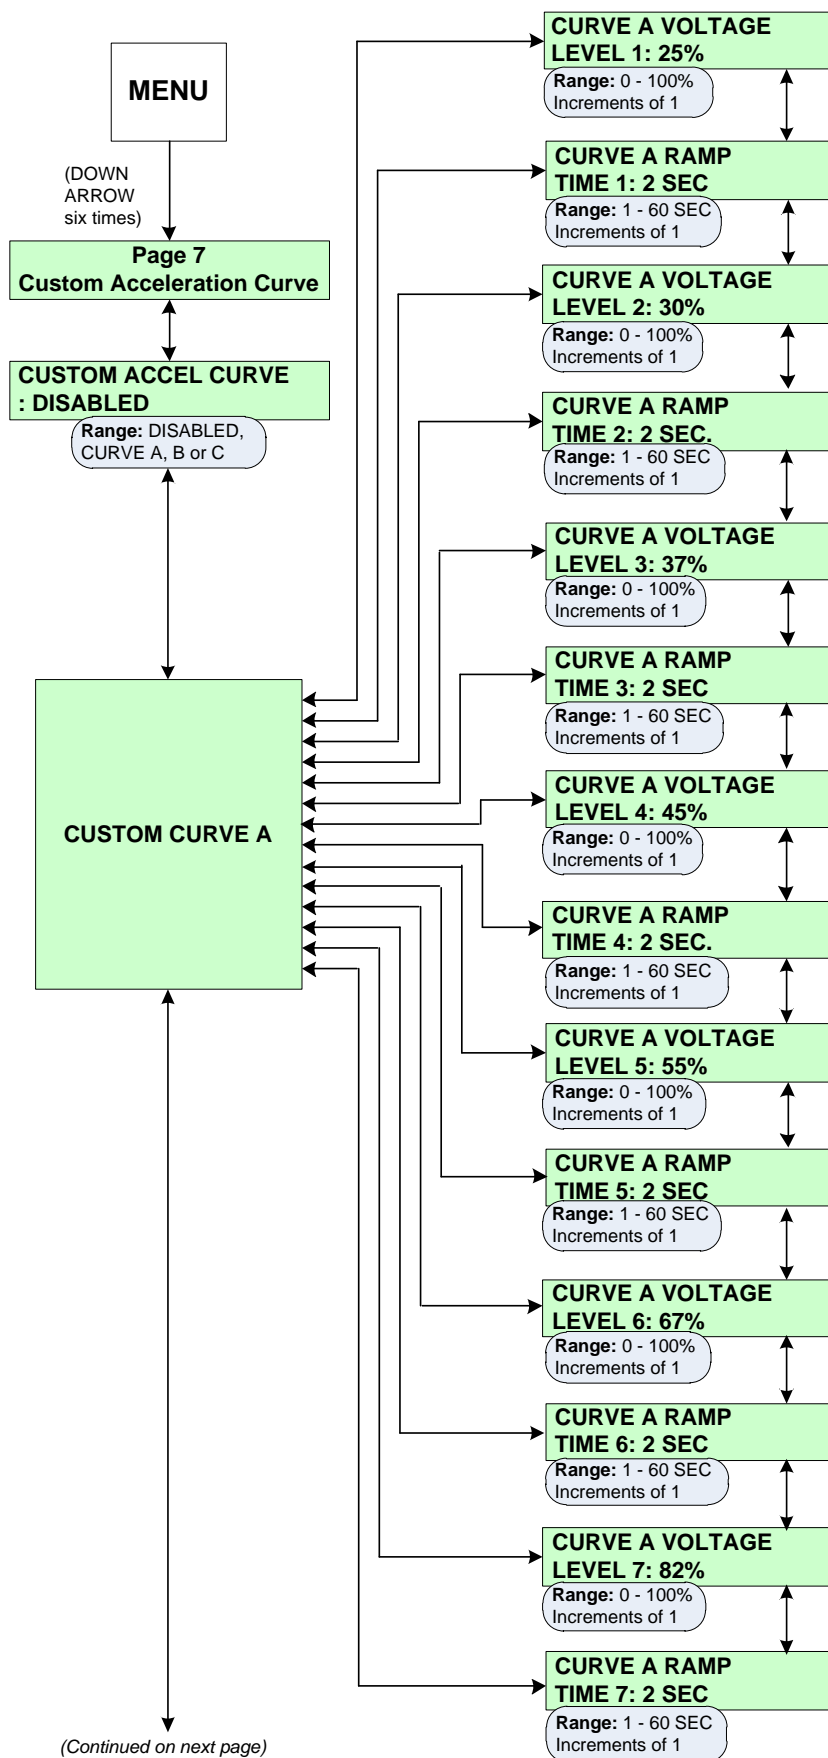 MENU
(DOWN
ARROW
six times)
Page 7
Custom Acceleration Curve
CUSTOM ACCEL CURVE
: DISABLED
Range: DISABLED,
CURVE A, B or C
CUSTOM CURVE A
(Continued on next page)
CURVE A VOLTAGE
LEVEL 1: 25%
Range: 0 - 100%
Increments of 1
CURVE A RAMP
TIME 1: 2 SEC
Range: 1 - 60 SEC
Increments of 1
CURVE A VOLTAGE
LEVEL 2: 30%
Range: 0 - 100%
Increments of 1
CURVE A RAMP
TIME 2: 2 SEC.
Range: 1 - 60 SEC
Increments of 1
CURVE A VOLTAGE
LEVEL 3: 37%
Range: 0 - 100%
Increments of 1
CURVE A RAMP
TIME 3: 2 SEC
Range: 1 - 60 SEC
Increments of 1
CURVE A VOLTAGE
LEVEL 4: 45%
Range: 0 - 100%
Increments of 1
CURVE A RAMP
TIME 4: 2 SEC.
Range: 1 - 60 SEC
Increments of 1
CURVE A VOLTAGE
LEVEL 5: 55%
Range: 0 - 100%
Increments of 1
CURVE A RAMP
TIME 5: 2 SEC
Range: 1 - 60 SEC
Increments of 1
CURVE A VOLTAGE
LEVEL 6: 67%
Range: 0 - 100%
Increments of 1
CURVE A RAMP
TIME 6: 2 SEC
Range: 1 - 60 SEC
Increments of 1
CURVE A VOLTAGE
LEVEL 7: 82%
Range: 0 - 100%
Increments of 1
CURVE A RAMP
TIME 7: 2 SEC
Range: 1 - 60 SEC
Increments of 1